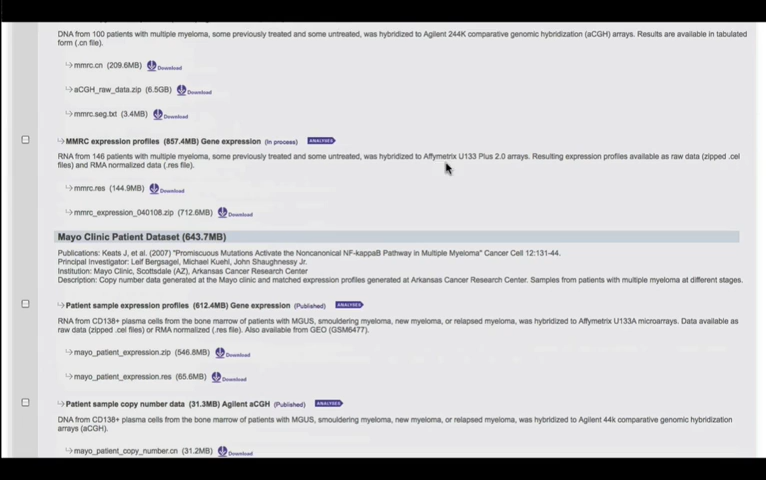 DNA from 100 patients with multiple myeloma, some previously treated and some untreated, was hybridized to Agilent 244K comparative genomic hybridization (aCGH) arrays. Results are available in tabulated
form (.cn file).
mmrc.cn (209.6MB) Download
aCGH_raw_data.zip (6.5GB) Download
mmrc.seg.txt (3.4MB) Download
MMRC expression profiles (857.4MB) Gene expression (In process) ANALYSES
RNA from 146 patients with multiple myeloma, some previously treated and some untreated, was hybridized to Affymetrix U133 Plus 2.0 arrays. Resulting expression profiles available as raw data (zipped .cel
files) and RMA normalized data (.res file).
mmrc.res (144.9MB) Download
mmrc_expression_040108.zip (712.6MB) Download
Mayo Clinic Patient Dataset (643.7MB)
Publications: Keats J, et al. (2007) "Promiscuous Mutations Activate the Noncanonical NF-kappaB Pathway in Multiple Myeloma" Cancer Cell 12:131-44.
Principal Investigator: Leif Bergsagel, Michael Kuehl, John Shaughnessy Jr.
Institution: Mayo Clinic, Scottsdale (AZ), Arkansas Cancer Research Center
Description: Copy number data generated at the Mayo clinic and matched expression profiles generated at Arkansas Cancer Research Center. Samples from patients with multiple myeloma at different stages.
Patient sample expression profiles (612.4MB) Gene expression (Published) ANALYSES
RNA from CD138+ plasma cells from the bone marrow of patients with MGUS, smouldering myeloma, new myeloma, or relapsed myeloma, was hybridized to Affymetrix U133A microarrays. Data available as
raw data (zipped .cel files) or RMA normalized (.res file). Also available from GEO (GSM6477).
mayo_patient_expression.zip (546.8MB) Download
mayo_patient_expression.res (65.6MB) Download
Patient sample copy number data (31.3MB) Agilent aCGH (Published) ANALYSES
DNA from CD138+ plasma cells from the bone marrow of patients with MGUS, smouldering myeloma, new myeloma, or relapsed myeloma, was hybridized to Agilent 44k comparative genomic hybridization
arrays (aCGH).
mayo_patient_copy_number.cn (31.2MB) Download